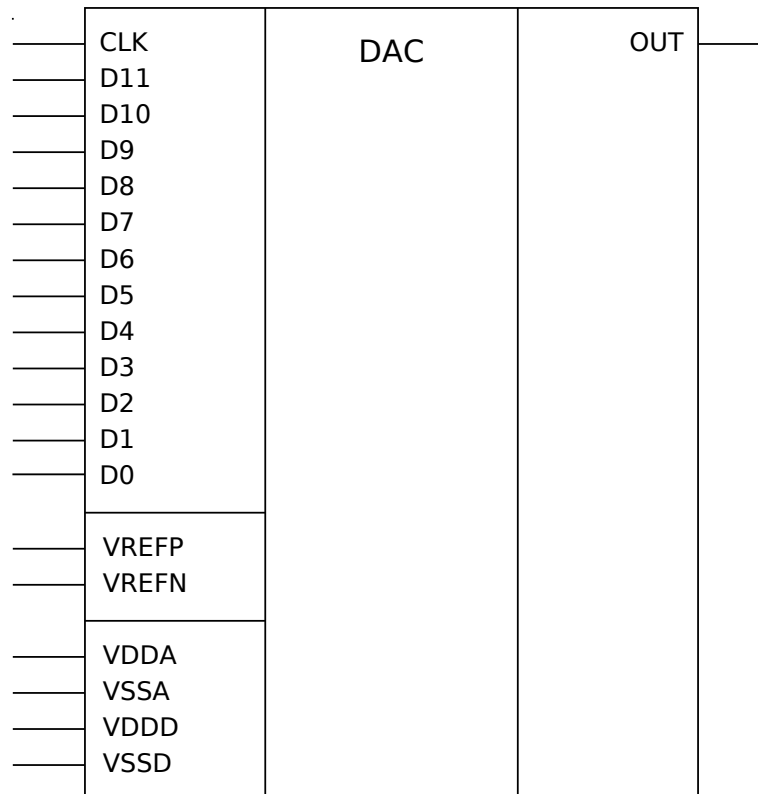 CLK
DAC
OUT
D11
D10
D9
D8
D7
D6
D5
D4
D3
D2
D1
D0
VREFP
VREFN
VDDA
VSSA
VDDD
VSSD